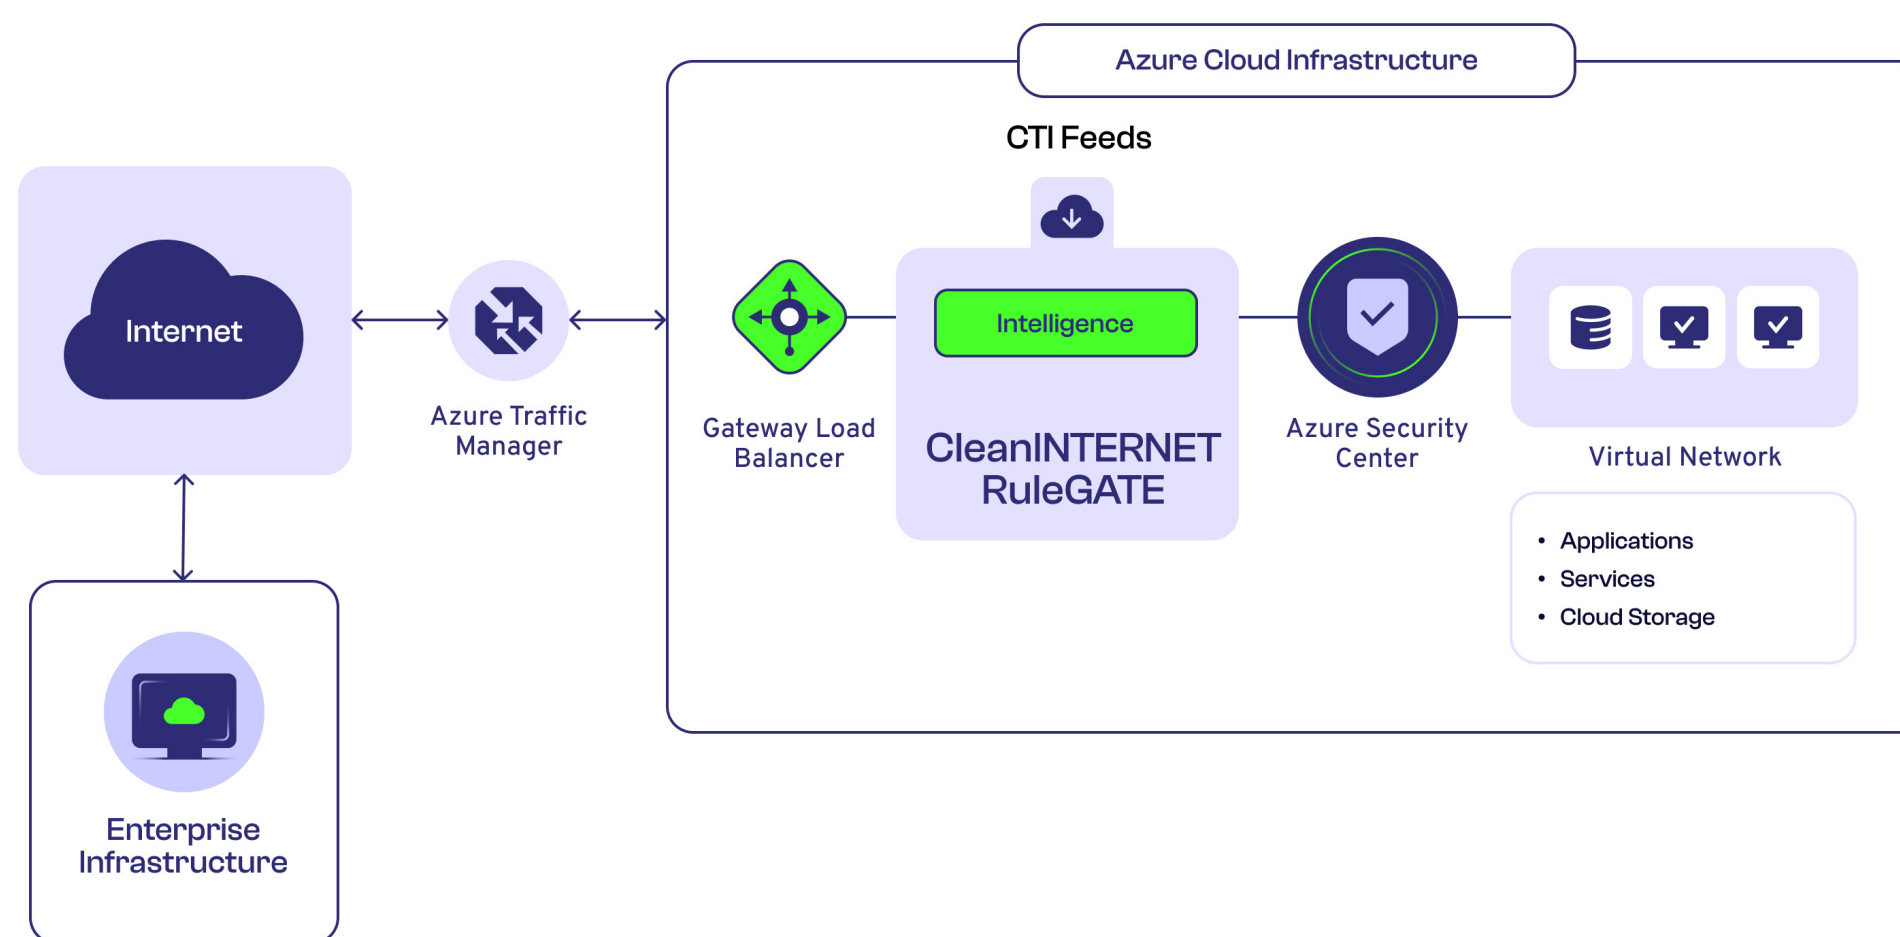 Azure Cloud Infrastructure
CTI Feeds
Internet
Azure Traffic
Manager
Gateway Load
Balancer
Intelligence
CleanINTERNET
RuleGATE
Azure Security
Center
Virtual Network
• Applications
• Services
• Cloud Storage
Enterprise
Infrastructure